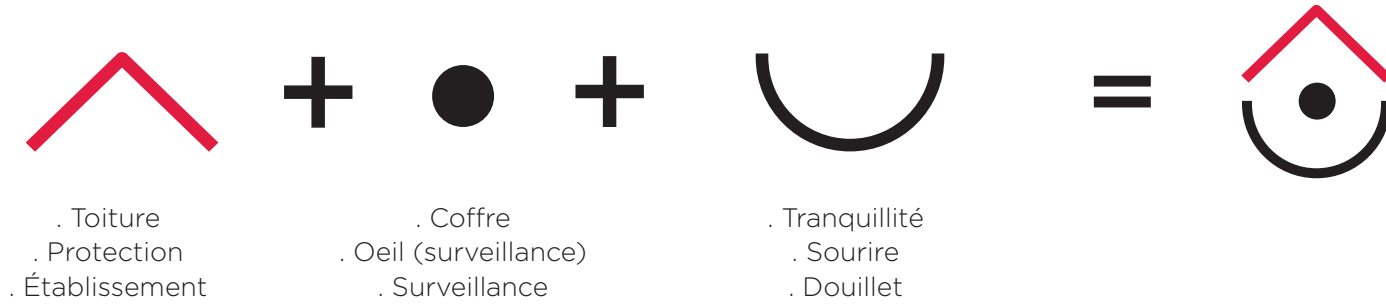 . Toiture
. Protection
. Établissement
. Coffre
. Oeil (surveillance)
. Surveillance
. Tranquillité
. Sourire
. Douillet